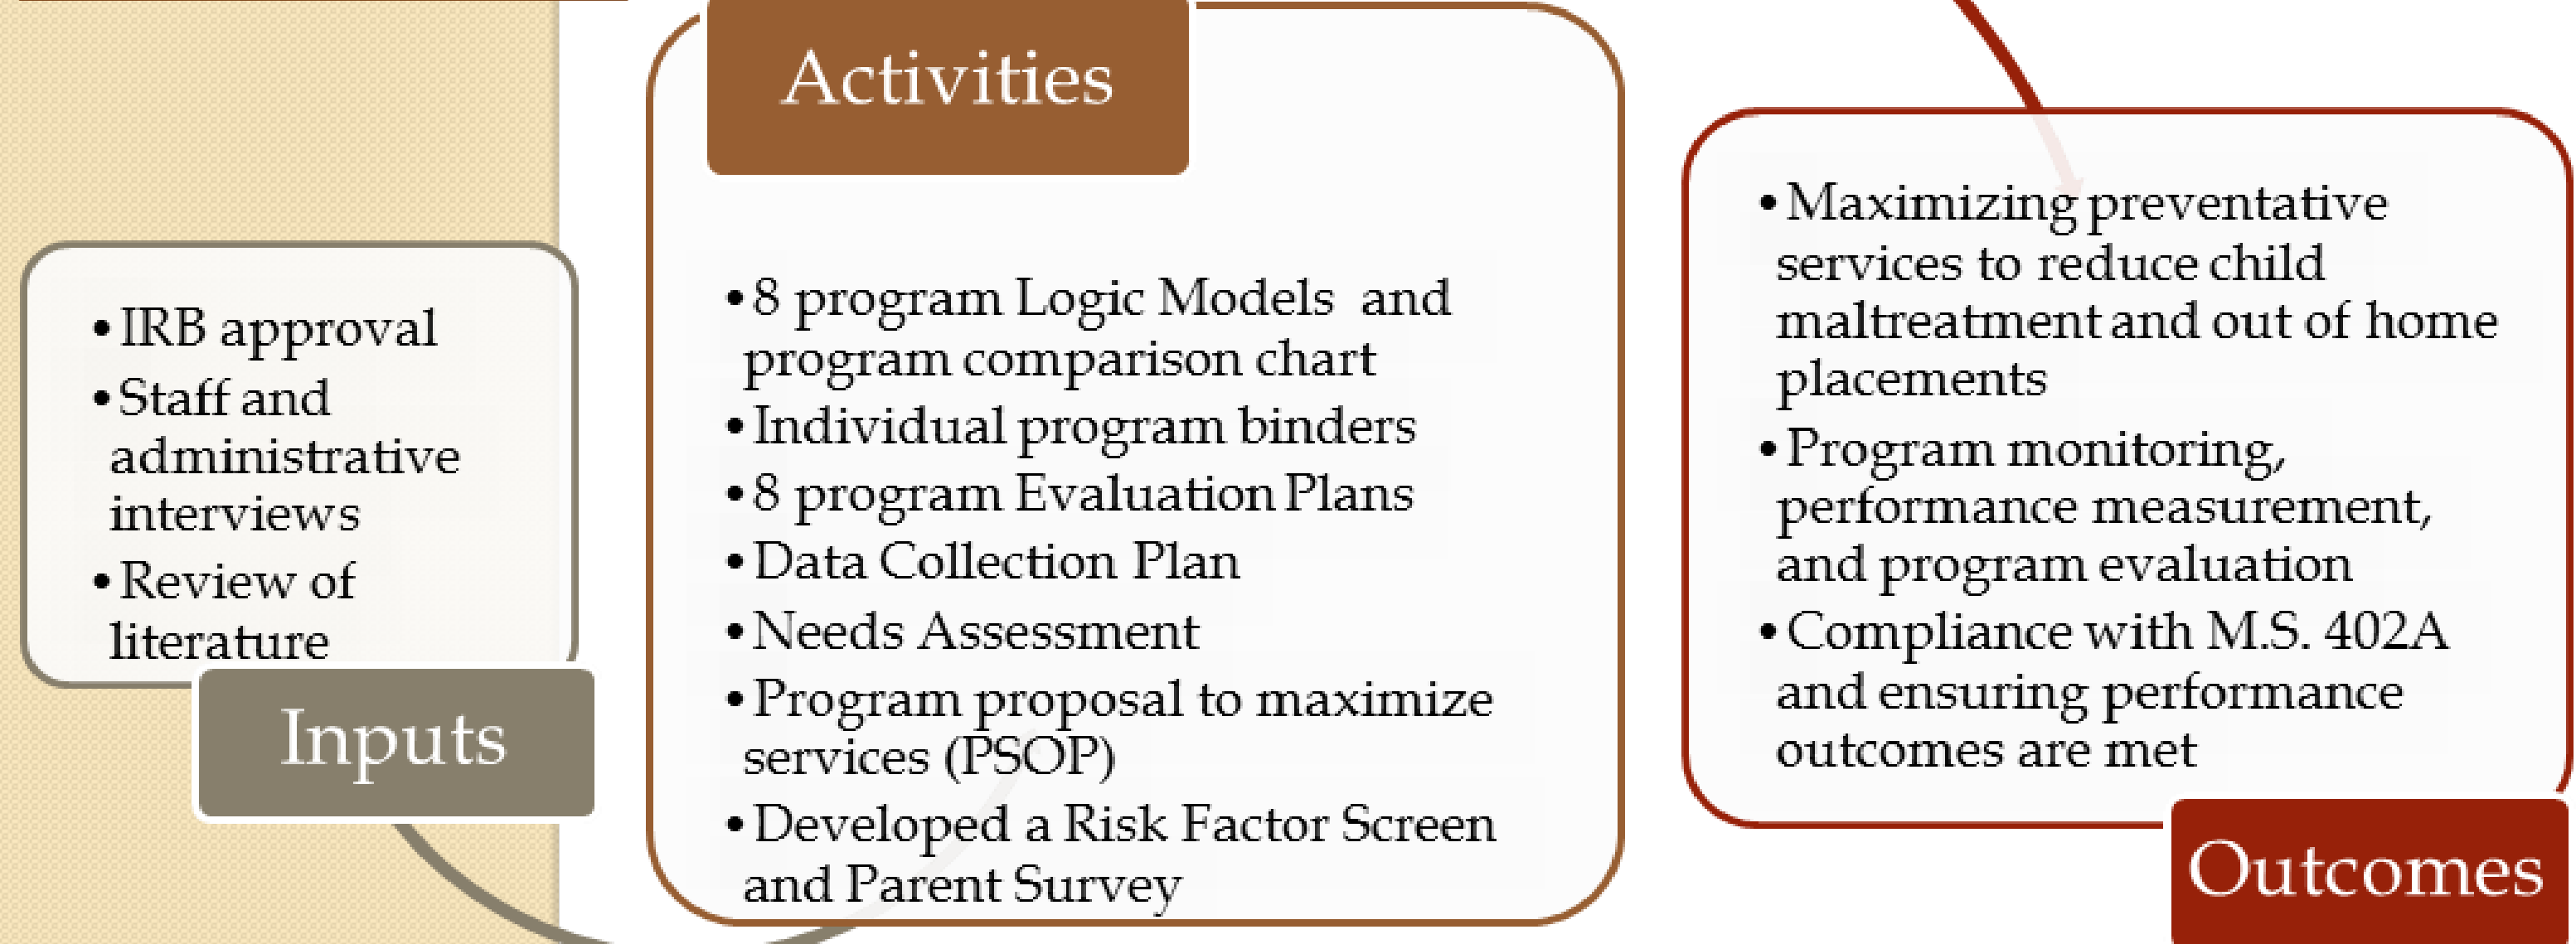 •IRB approval
•Staff and
administrative
interviews
•Review of
literature
Inputs
Activities
•8 program Logic Models and
program comparison chart
•Individual program binders
•8 program Evaluation Plans
•Data Collection Plan
•Needs Assessment
•Program proposal to maximize
services (PSOP)
•Developed a Risk Factor Screen
and Parent Survey
•Maximizing preventative
services to reduce child
maltreatment and out of home
placements
•Program monitoring,
performance measurement,
and program evaluation
•Compliance with M.S. 402A
and ensuring performance
outcomes are met
Outcomes